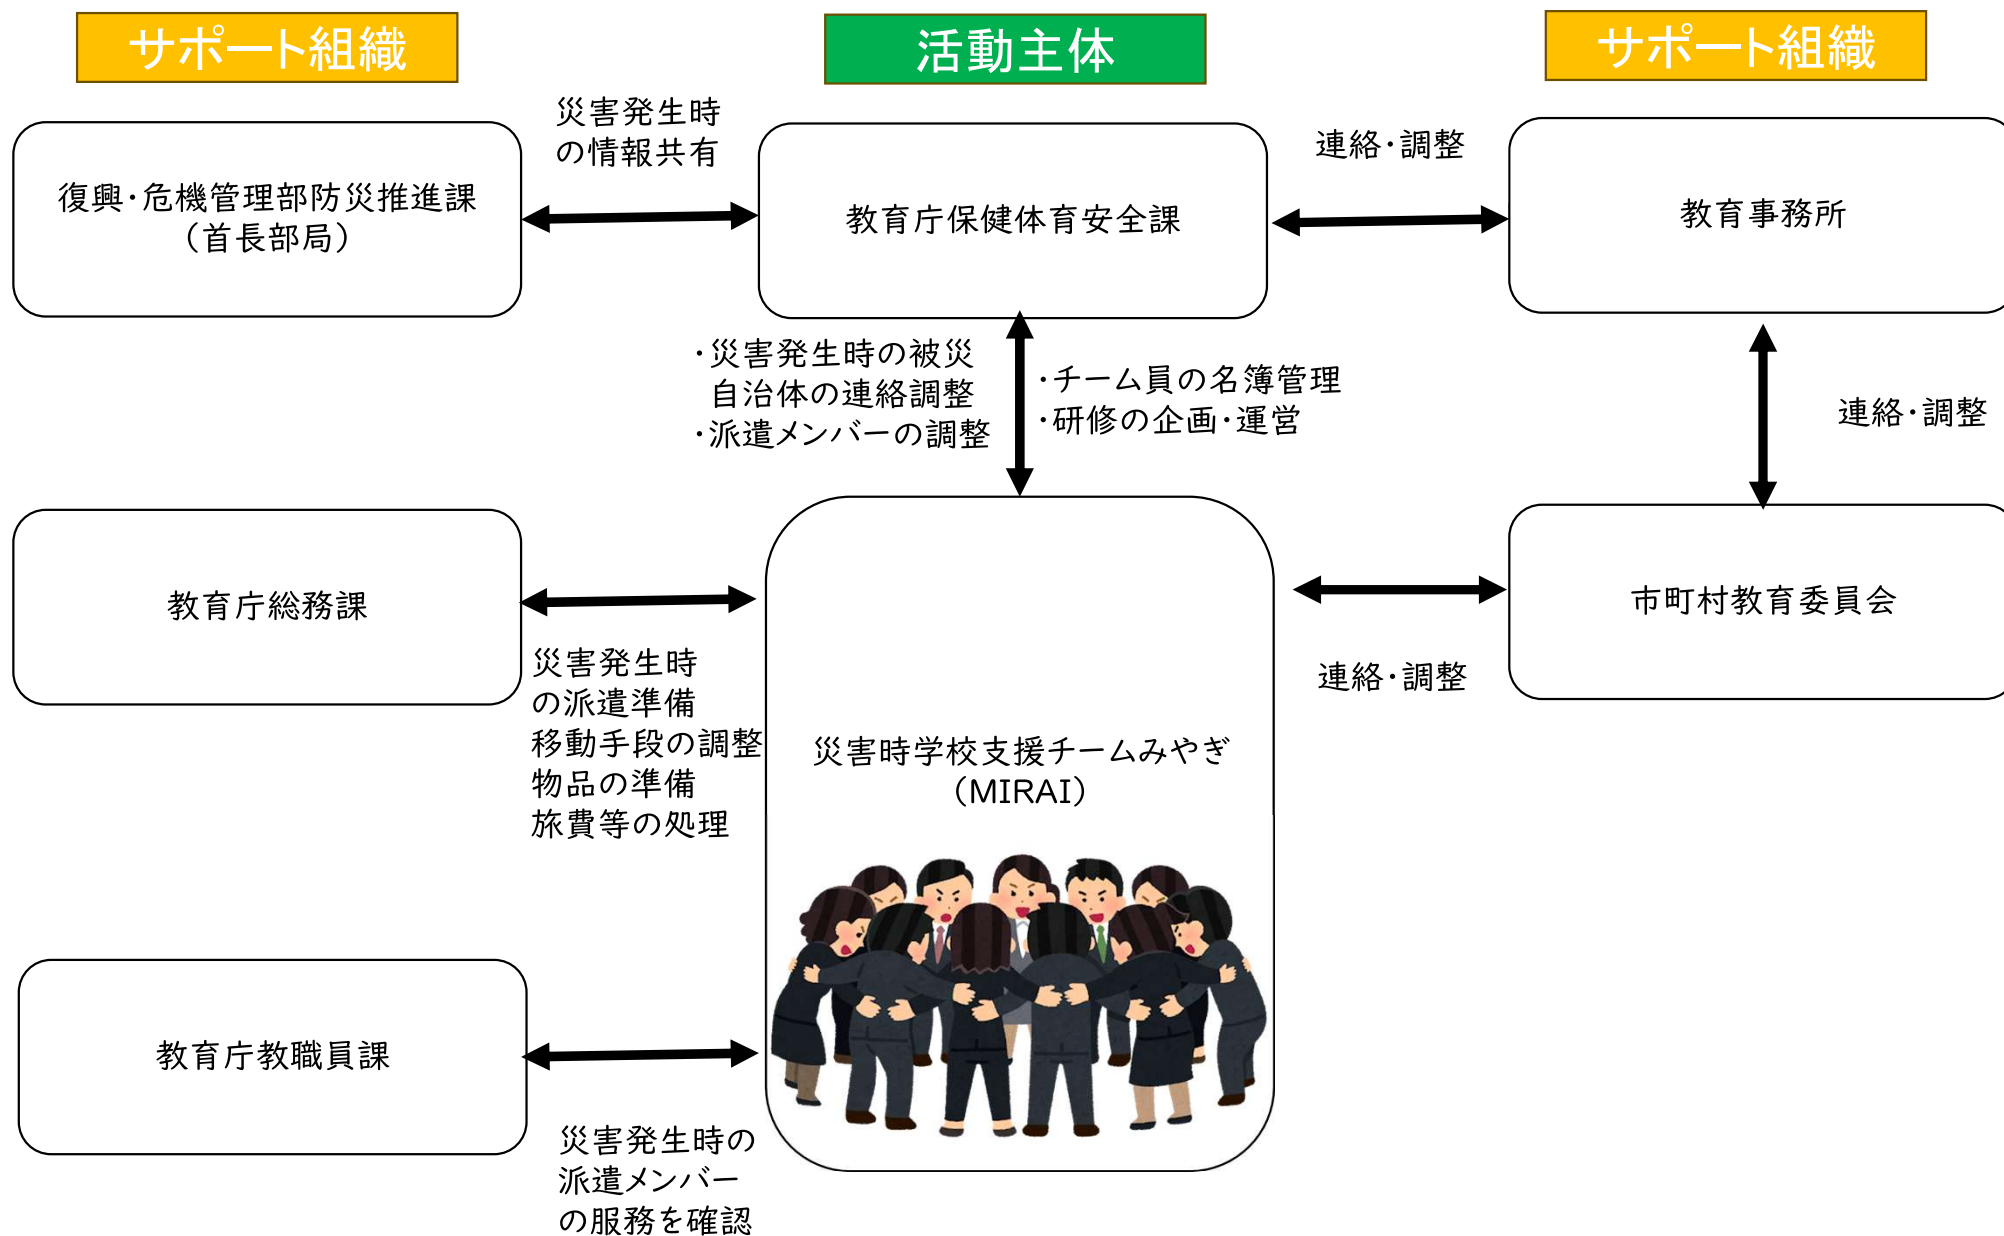 サポート組織
活動主体
サポート組織
復興・危機管理部防災推進課
（首長部局）
災害発生時
の情報共有
教育庁保健体育安全課
連絡・調整
教育事務所
・災害発生時の被災
自治体の連絡調整
・派遣メンバーの調整
・チーム員の名簿管理
・研修の企画・運営
連絡・調整
教育庁総務課
災害発生時
の派遣準備
移動手段の調整
物品の準備
旅費等の処理
災害時学校支援チームみやぎ
（MIRAI）
連絡・調整
市町村教育委員会
教育庁教職員課
災害発生時の
派遣メンバー
の服務を確認